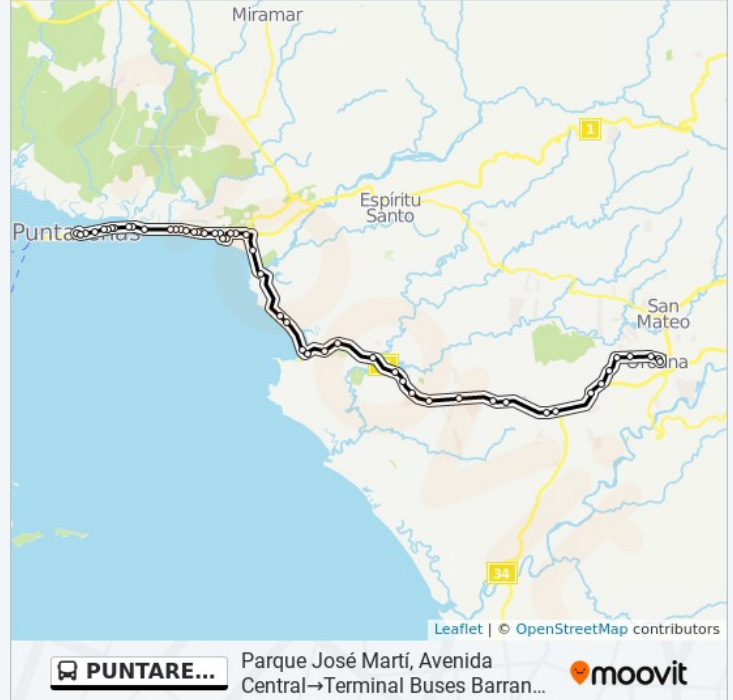 Miramar
1
Espíritu
Santo
Puntarenas
San
Mateo
Orotina
34
Leaflet | © OpenStreetMap contributors
PUNTARE...
Parque José Martí, Avenida
Central→Terminal Buses Barran...
moovit